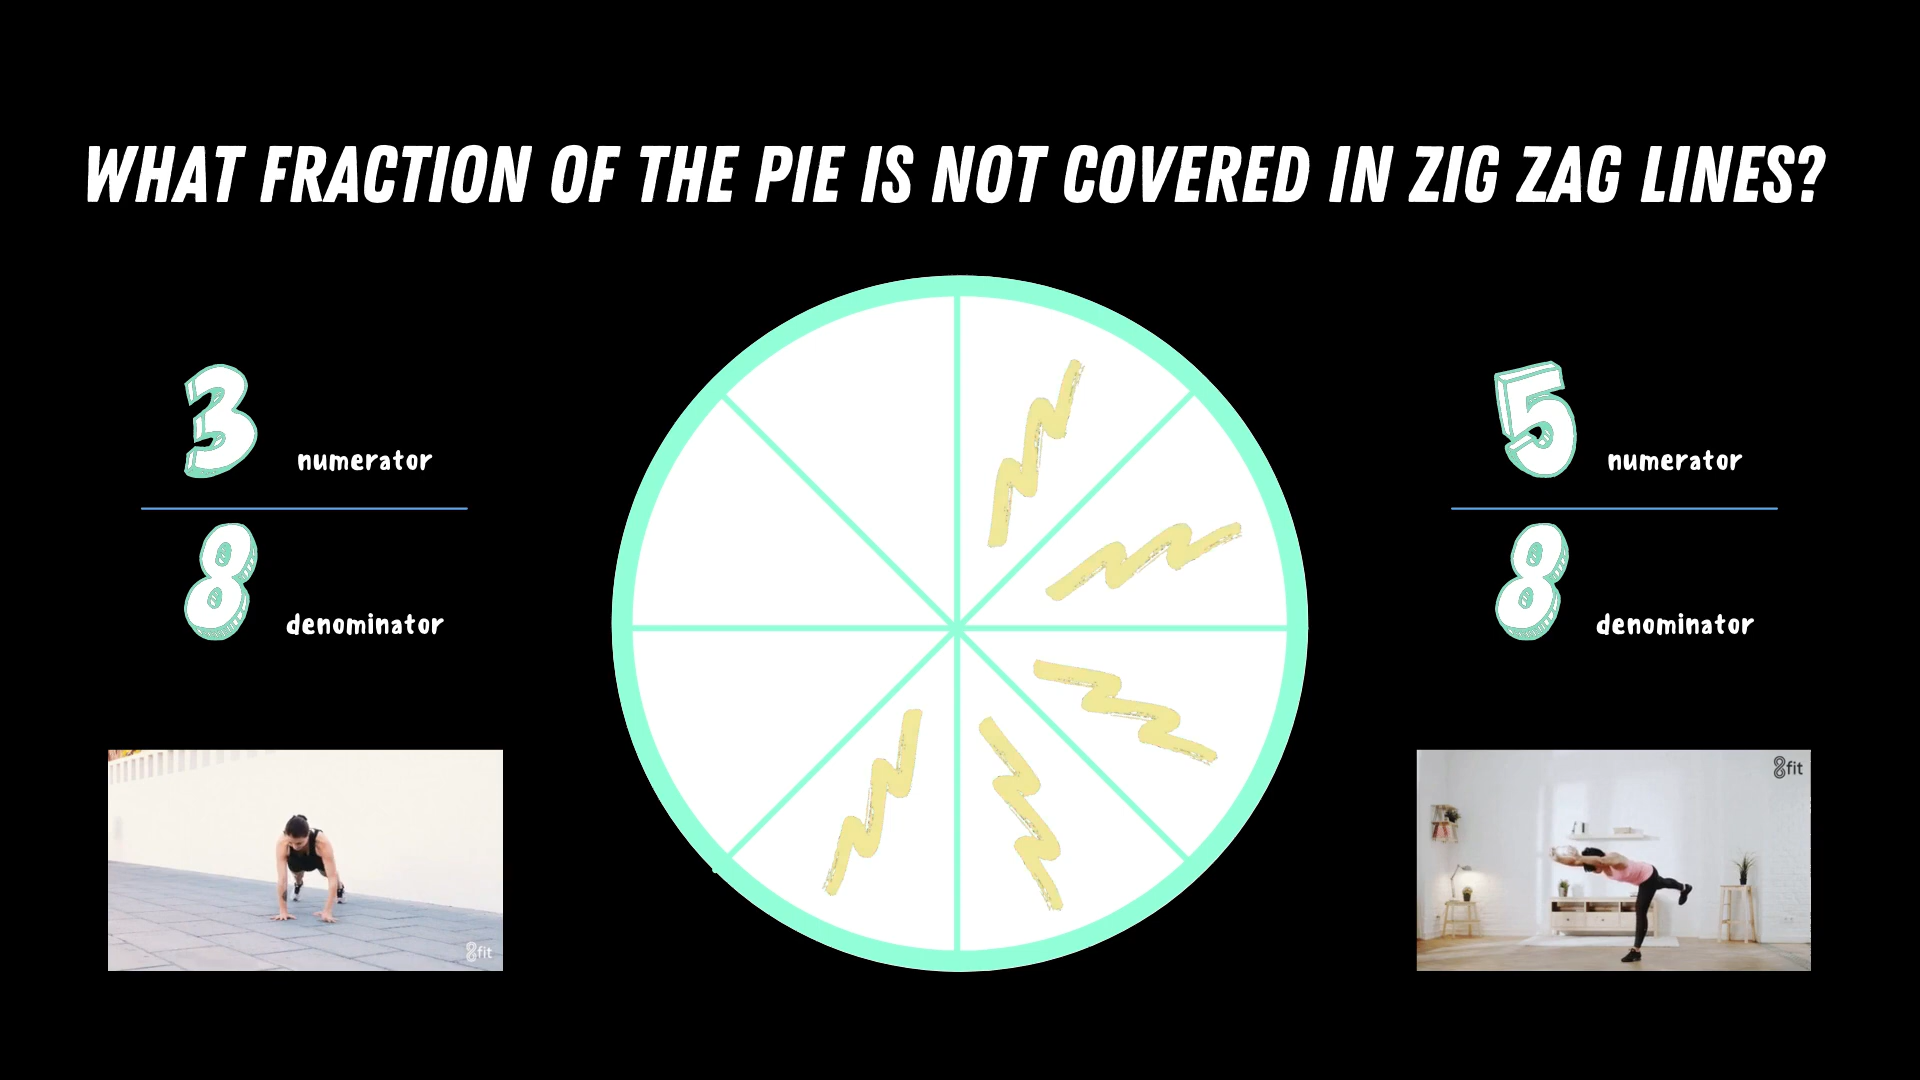 WHAT FRACTION OF THE PIE IS NOT COVERED IN ZIG ZAG LINES?
3
numerator
8
denominator
5
numerator
8
denominator
8fit
8fit